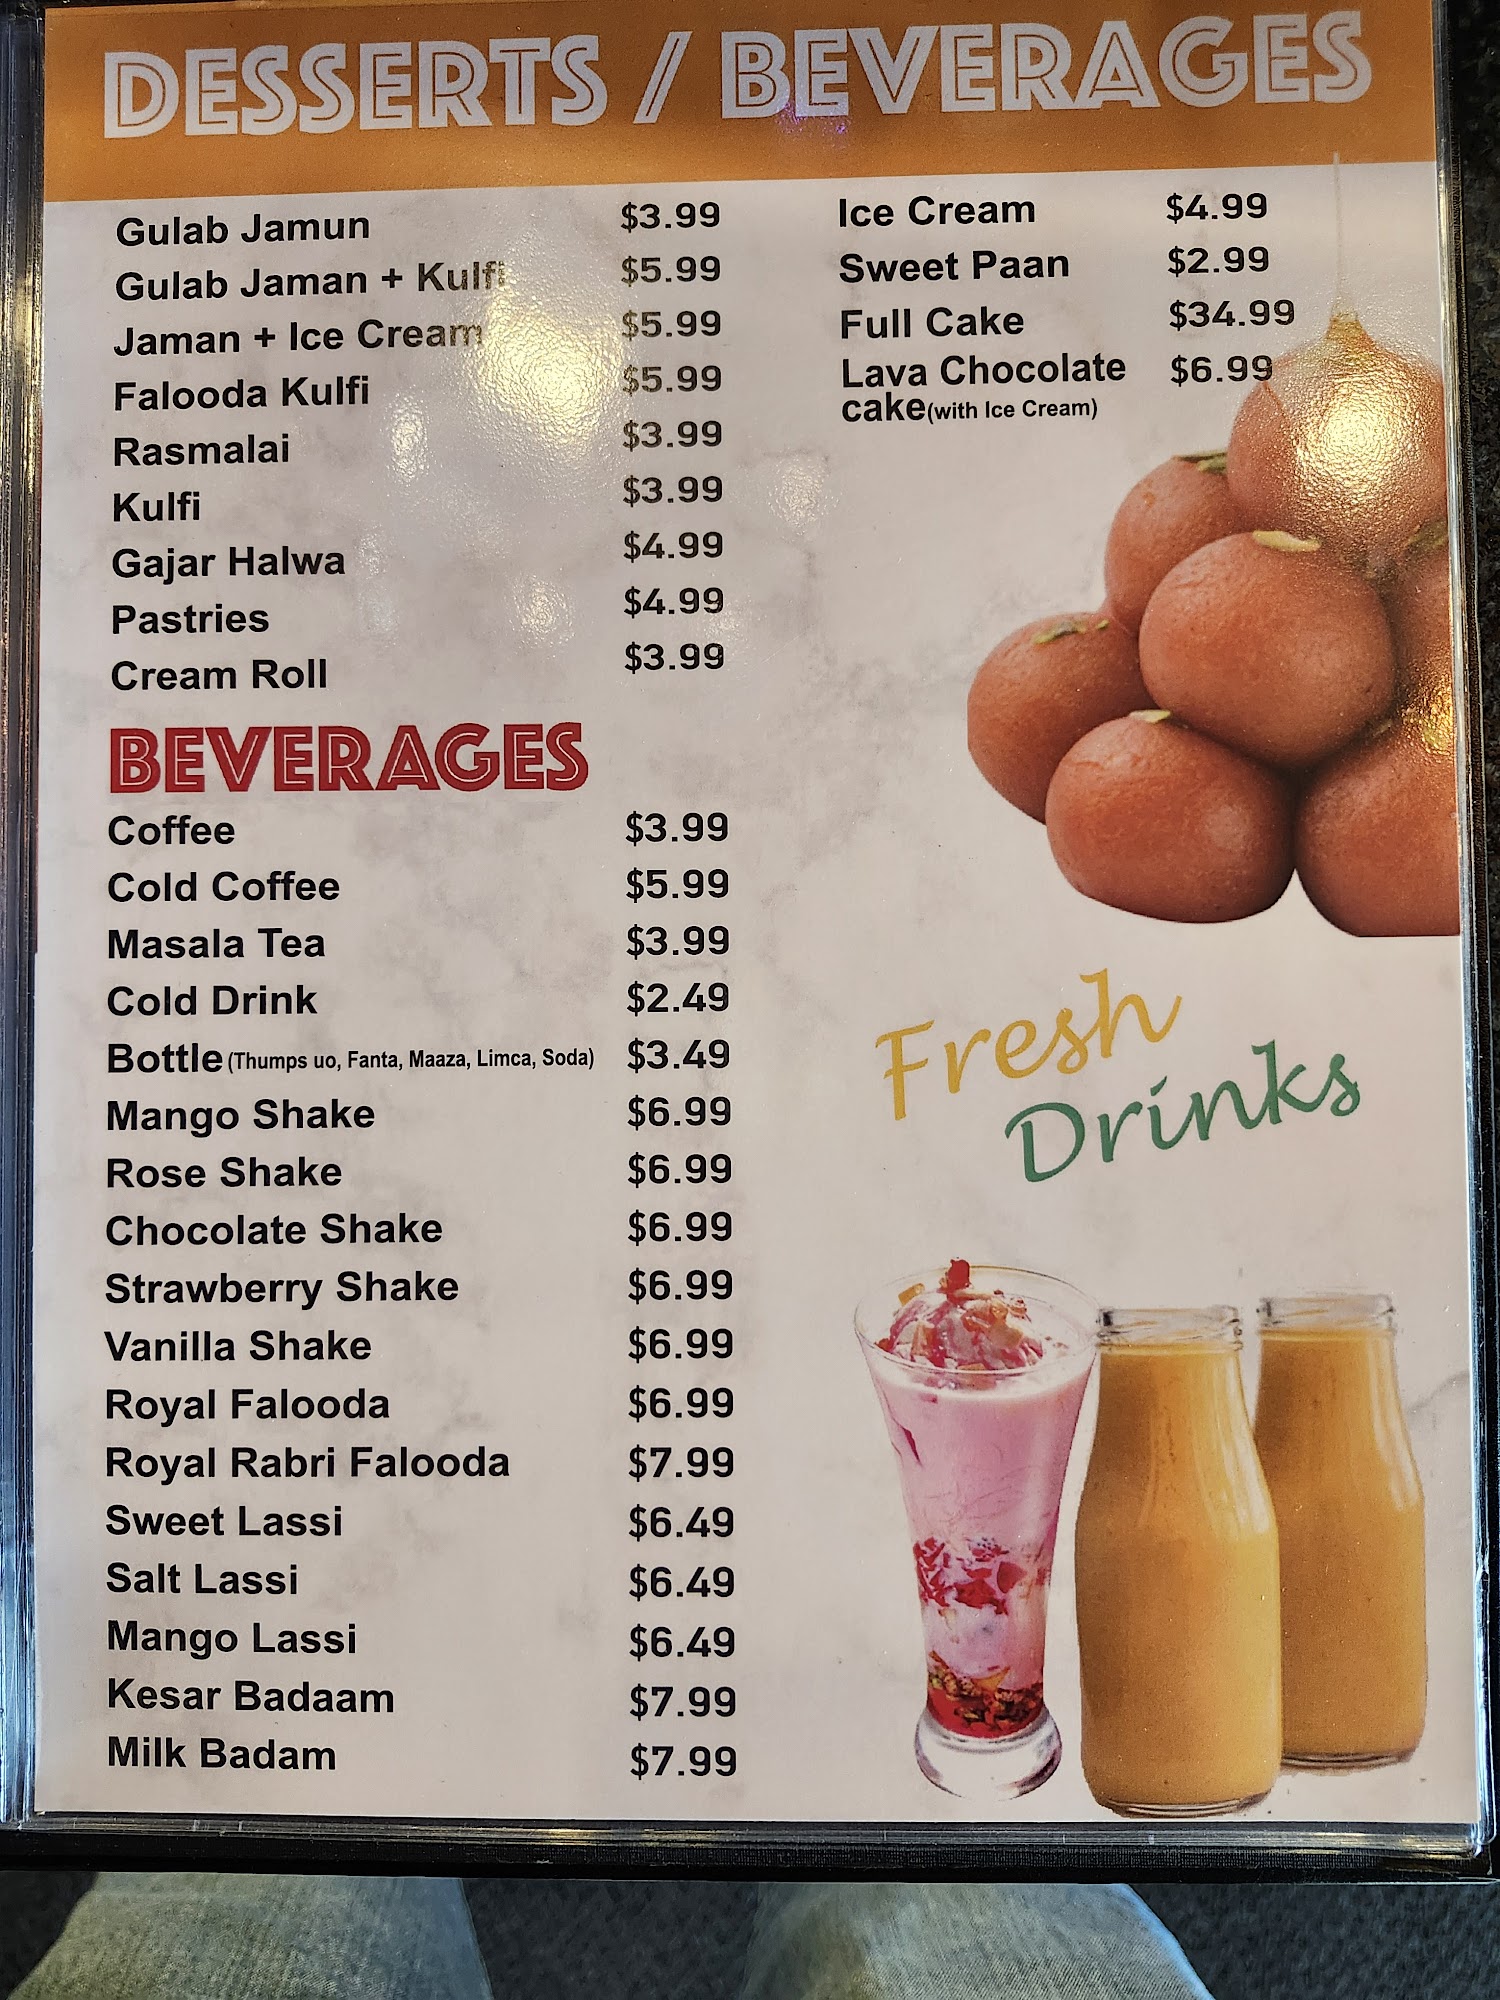 DESSERTS / BEVERAGES
Gulab Jamun $3.99
Gulab Jaman + Kulfi $5.99
Jaman + Ice Cream $5.99
Falooda Kulfi $5.99
Rasmalai $3.99
Kulfi $3.99
Gajar Halwa $4.99
Pastries $4.99
Cream Roll $3.99
Ice Cream $4.99
Sweet Paan $2.99
Full Cake $34.99
Lava Chocolate $6.99
cake(with Ice Cream)
BEVERAGES
Coffee $3.99
Cold Coffee $5.99
Masala Tea $3.99
Cold Drink $2.49
Bottle (Thumps uo, Fanta, Maaza, Limca, Soda) $3.49
Mango Shake $6.99
Rose Shake $6.99
Chocolate Shake $6.99
Strawberry Shake $6.99
Vanilla Shake $6.99
Royal Falooda $6.99
Royal Rabri Falooda $7.99
Sweet Lassi $6.49
Salt Lassi $6.49
Mango Lassi $6.49
Kesar Badaam $7.99
Milk Badam $7.99
Fresh
Drinks